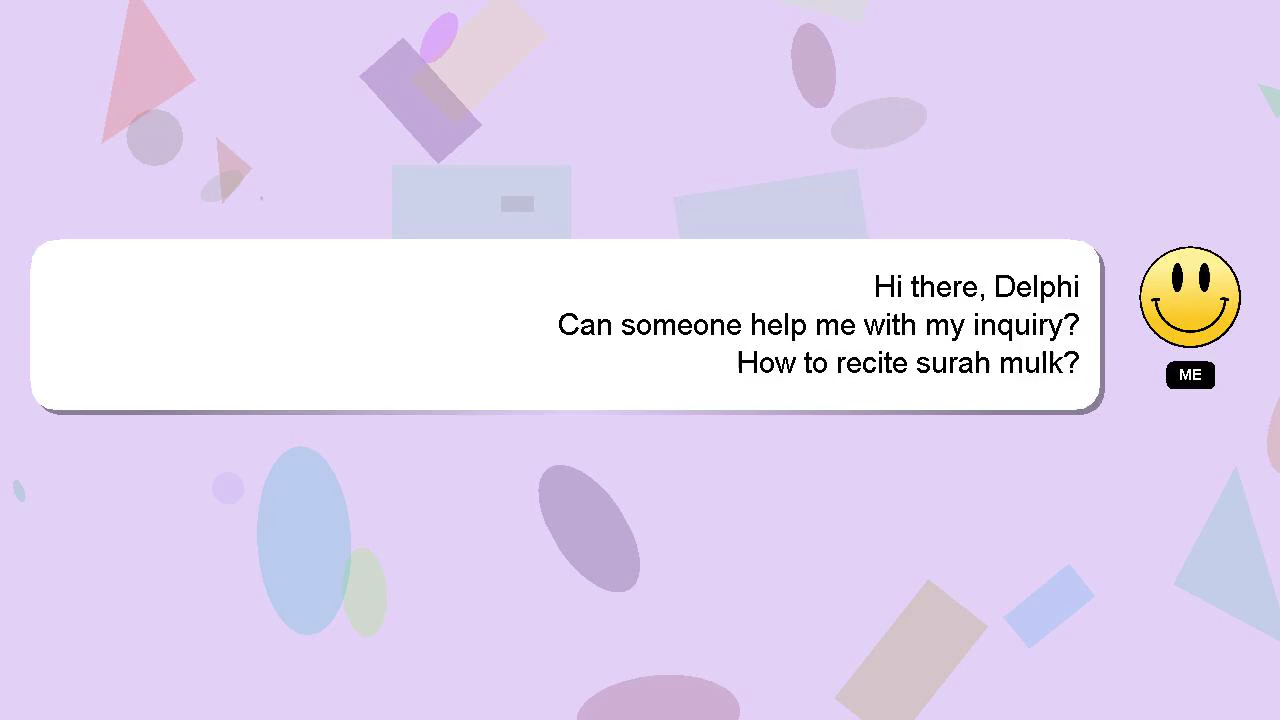 Hi there, Delphi
Can someone help me with my inquiry?
How to recite surah mulk?
ME